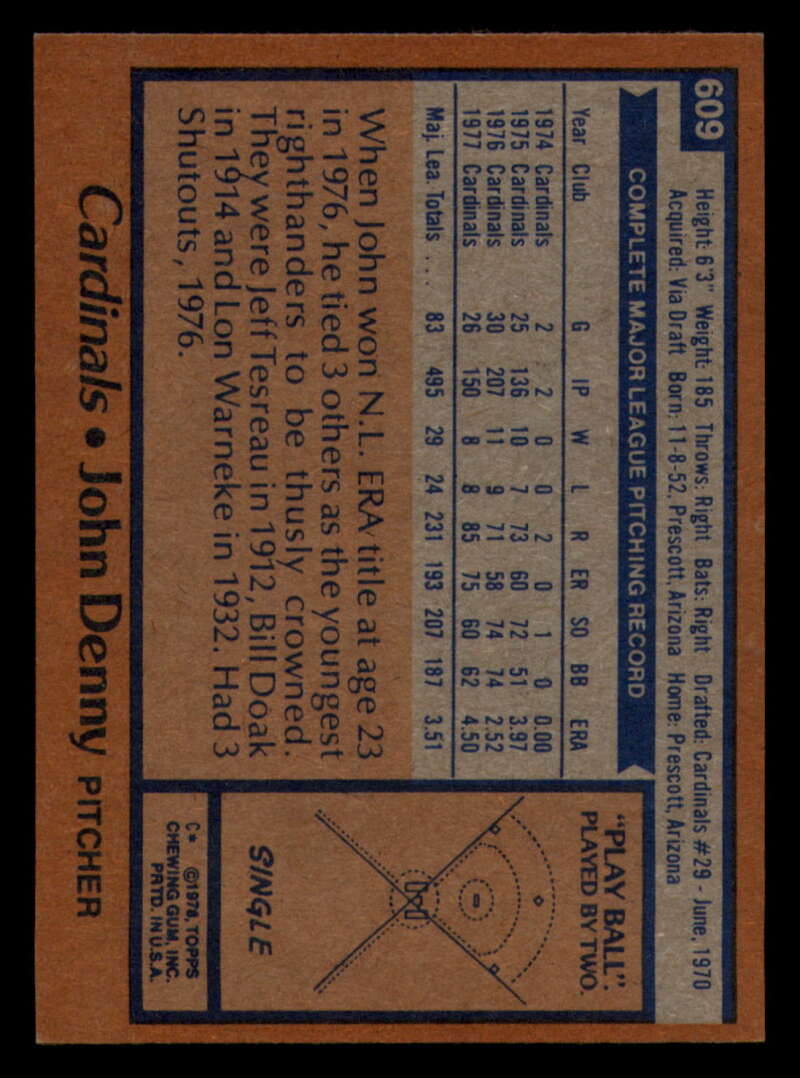 609
Height: 6'3" Weight: 185 Throws: Right Bats: Right Drafted: Cardinals #29 - June, 1970
Acquired: Via Draft Born: 11-8-52, Prescott, Arizona Home: Prescott, Arizona
COMPLETE MAJOR LEAGUE PITCHING RECORD
Year Club G IP W L R ER SO BB ERA
1974 Cardinals 2 2 0 0 2 0 1 0 0.00
1975 Cardinals 25 136 10 7 73 60 72 51 3.97
1976 Cardinals 30 207 11 9 71 58 74 74 2.52
1977 Cardinals 26 150 8 8 85 75 60 62 4.50
Maj. Lea. Totals ... 83 495 29 24 231 193 207 187 3.51
When John won N.L. ERA title at age 23
in 1976, he tied 3 others as the youngest
righthanders to be thusly crowned.
They were Jeff Tesreau in 1912, Bill Doak
in 1914 and Lon Warneke in 1932. Had 3
Shutouts, 1976.
"PLAY BALL":
PLAYED BY TWO.
SINGLE
C* ©1978, TOPPS
CHEWING GUM, INC.
PRTD. IN U.S.A.
Cardinals • John Denny PITCHER